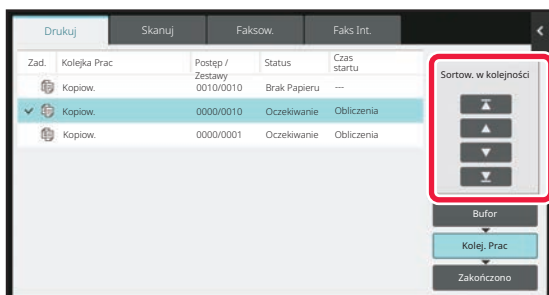 Drukuj Skanuj Faksow. Faks Int.
Zad. Kolejka Prac Postęp / Zestawy Status Czas startu
Kopiow. 0010/0010 Brak Papieru ---
Kopiow. 0000/0010 Oczekiwanie Obliczenia
Kopiow. 0000/0001 Oczekiwanie Obliczenia
Sortow. w kolejności
Bufor
Kolej. Prac
Zakończono